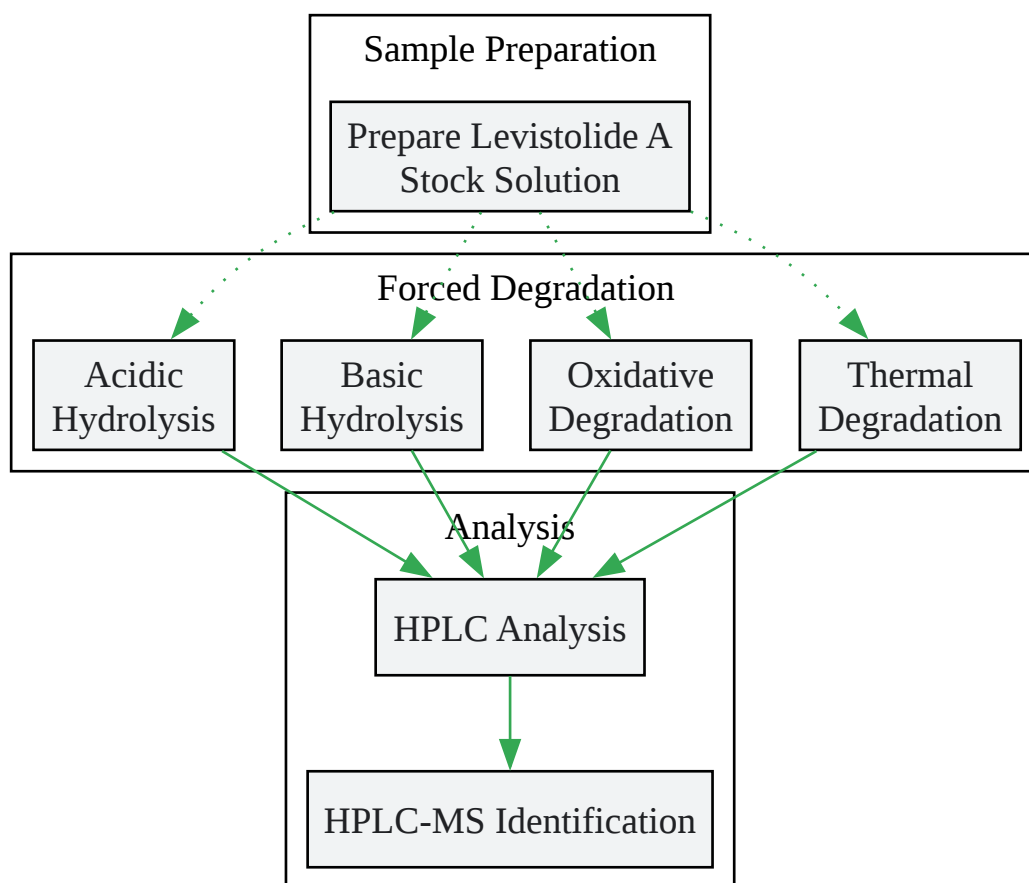 Sample Preparation
Prepare Levistolide A
Stock Solution
Forced Degradation
Acidic
Hydrolysis
Basic
Hydrolysis
Oxidative
Degradation
Thermal
Degradation
Analysis
HPLC Analysis
HPLC-MS Identification